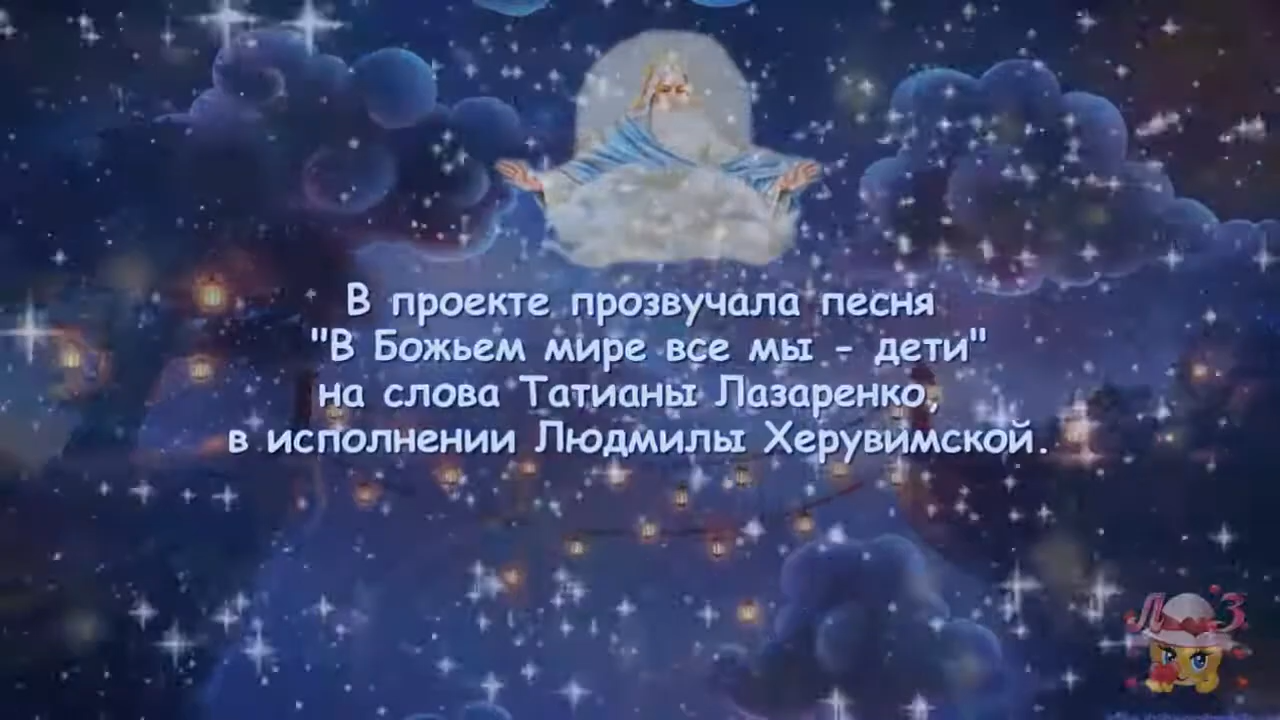 В проекте прозвучала песня
"В Божьем мире все мы - дети"
на слова Татианы Лазаренко,
в исполнении Людмилы Херувимской.
Л З